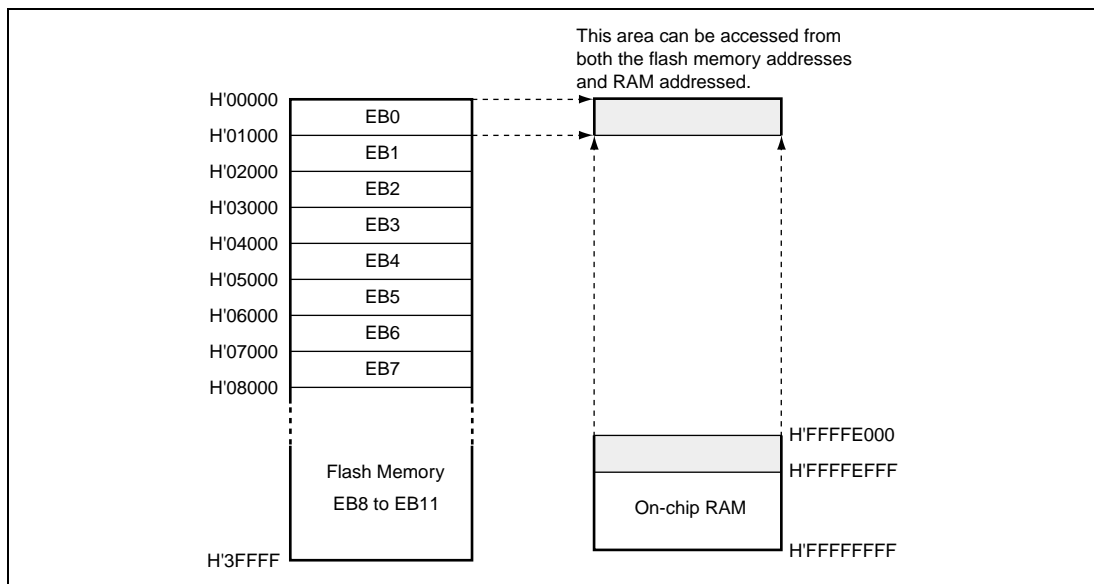 This area can be accessed from
both the flash memory addresses
and RAM addressed.
H'00000
EB0
H'01000
EB1
H'02000
EB2
H'03000
EB3
H'04000
EB4
H'05000
EB5
H'06000
EB6
H'07000
EB7
H'08000
H'FFFFE000
Flash Memory
H'FFFFEFFF
EB8 to EB11
On-chip RAM
H'3FFFF
H'FFFFFFFF